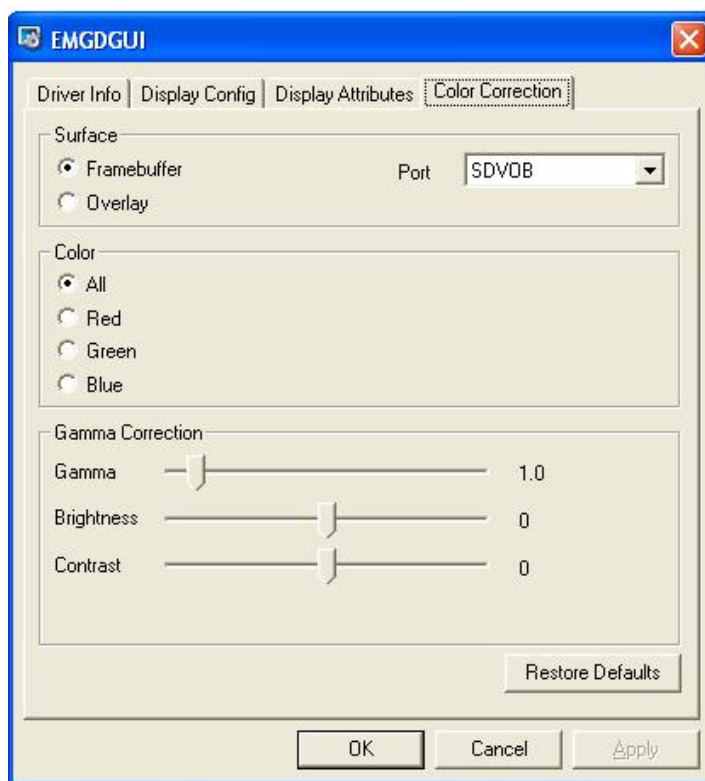 EMGDGUI
Driver Info Display Config Display Attributes Color Correction
Surface
Framebuffer Port SDVOB
Overlay
Color
All
Red
Green
Blue
Gamma Correction
Gamma 1.0
Brightness 0
Contrast 0
Restore Defaults
OK Cancel Apply